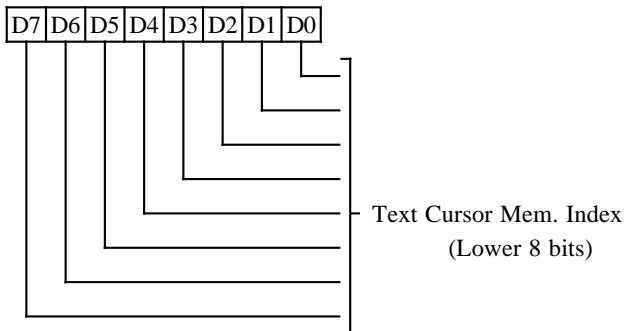 D7 D6 D5 D4 D3 D2 D1 D0
Text Cursor Mem. Index
(Lower 8 bits)